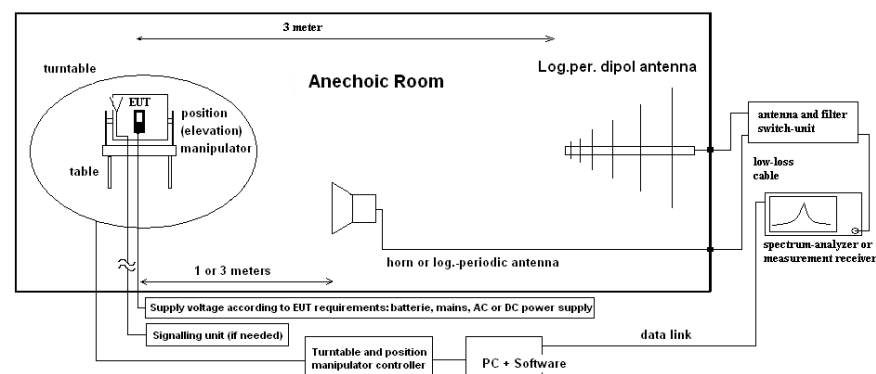 3 meter
turntable
Anechoic Room
Log.per. dipol antenna
EUT
position
(elevation)
manipulator
table
antenna and filter
switch-unit
low-loss
cable
spectrum-analyzer or
measurement receiver
horn or log.-periodic antenna
1 or 3 meters
Supply voltage according to EUT requirements: batterie, mains, AC or DC power supply
Signalling unit (if needed)
data link
Turntable and position
manipulator controller
PC + Software